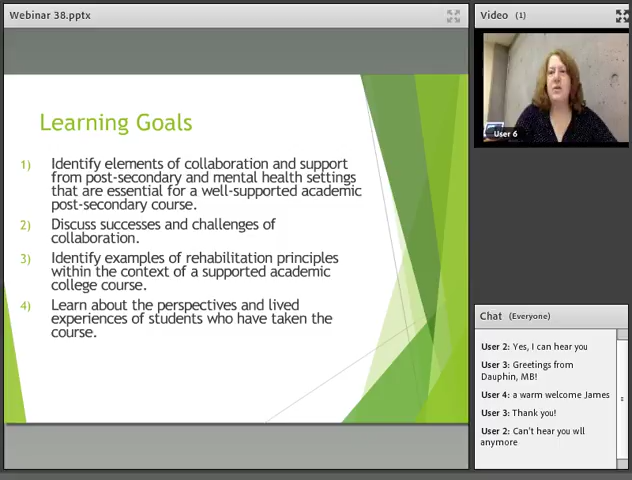 Webinar 38.pptx
Learning Goals
1) Identify elements of collaboration and support
from post-secondary and mental health settings
that are essential for a well-supported academic
post-secondary course.
2) Discuss successes and challenges of
collaboration.
3) Identify examples of rehabilitation principles
within the context of a supported academic
college course.
4) Learn about the perspectives and lived
experiences of students who have taken the
course.
Video (1)
User 6
Chat (Everyone)
User 2: Yes, I can hear you
User 3: Greetings from
Dauphin, MB!
User 4: a warm welcome James
User 3: Thank you!
User 2: Can't hear you wll
anymore